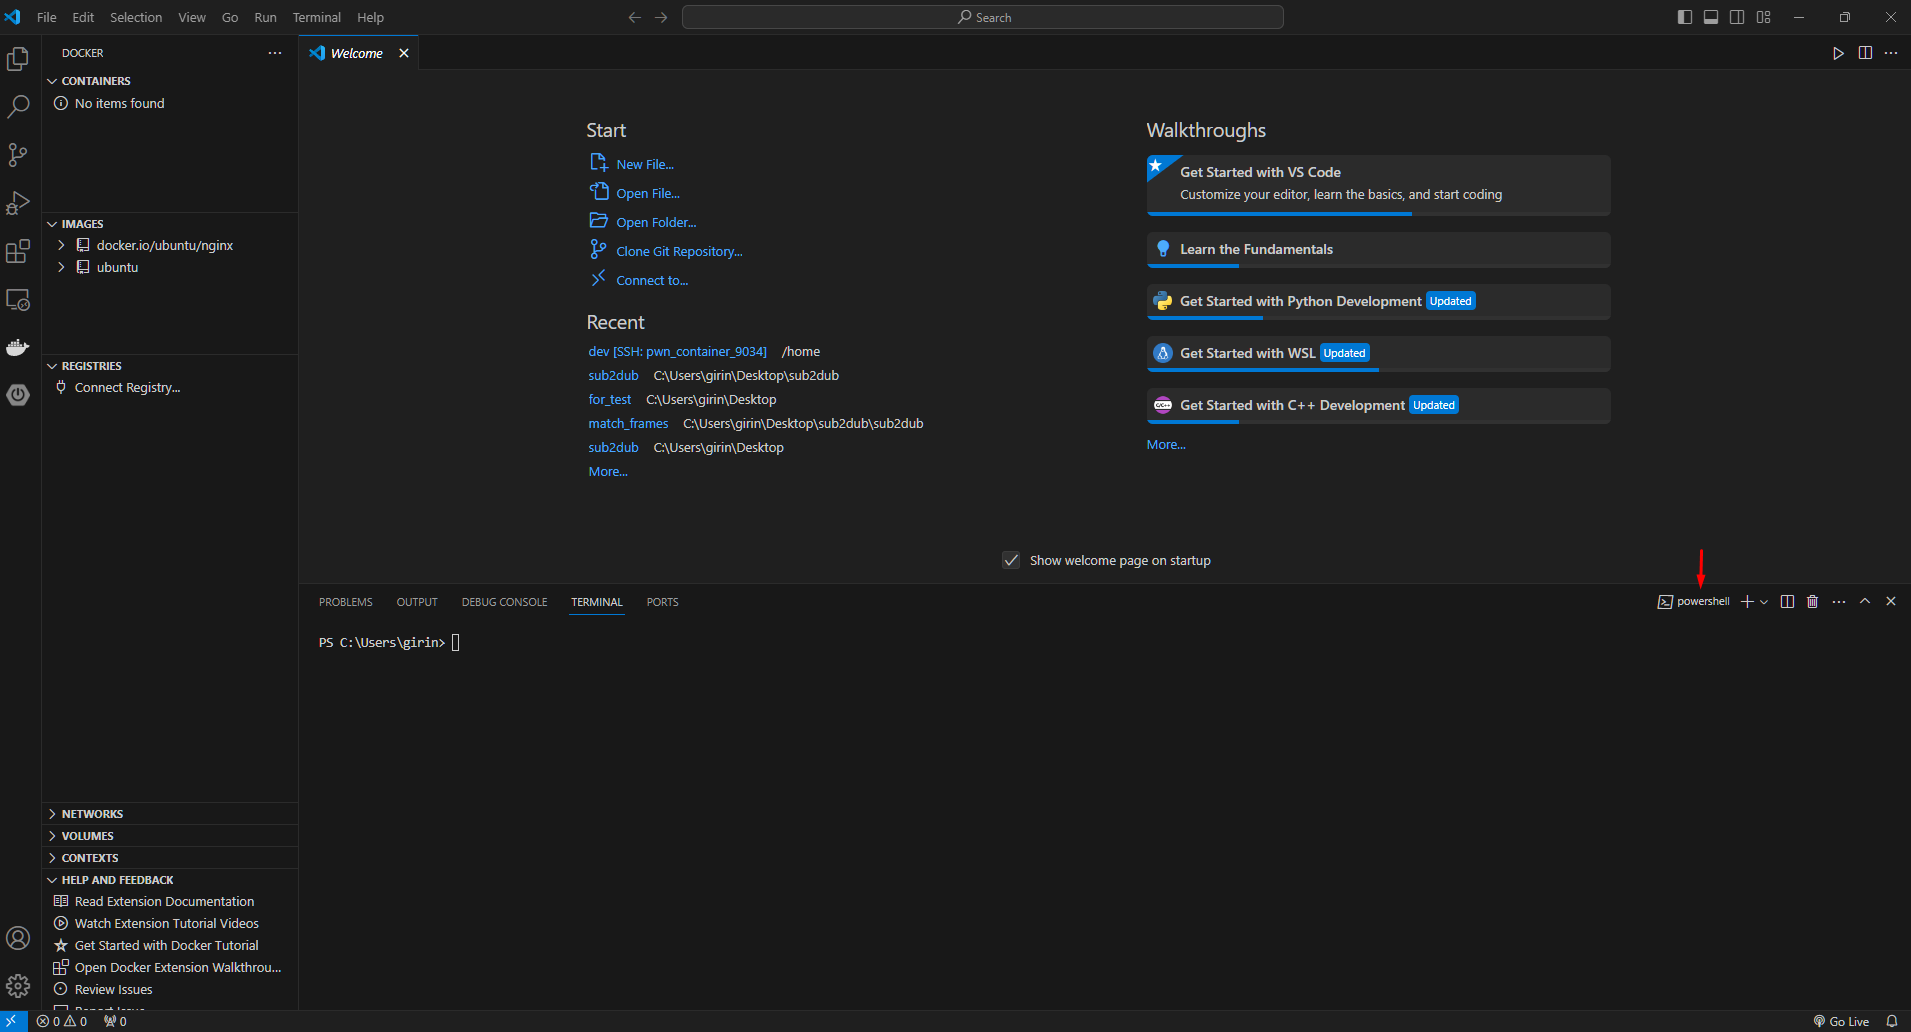 File Edit Selection View Go Run Terminal Help
Search
DOCKER
CONTAINERS
No items found
IMAGES
docker.io/ubuntu/nginx
ubuntu
REGISTRIES
Connect Registry...
NETWORKS
VOLUMES
CONTEXTS
HELP AND FEEDBACK
Read Extension Documentation
Watch Extension Tutorial Videos
Get Started with Docker Tutorial
Open Docker Extension Walkthrou...
Review Issues
Report Issue
Welcome
Start
New File...
Open File...
Open Folder...
Clone Git Repository...
Connect to...
Recent
dev [SSH: pwn_container_9034] /home
sub2dub C:\Users\girin\Desktop\sub2dub
for_test C:\Users\girin\Desktop
match_frames C:\Users\girin\Desktop\sub2dub\sub2dub
sub2dub C:\Users\girin\Desktop
More...
Walkthroughs
Get Started with VS Code
Customize your editor, learn the basics, and start coding
Learn the Fundamentals
Get Started with Python Development Updated
Get Started with WSL Updated
C/C++ Get Started with C++ Development Updated
More...
Show welcome page on startup
PROBLEMS OUTPUT DEBUG CONSOLE TERMINAL PORTS
powershell
PS C:\Users\girin>
0 0 0
Go Live